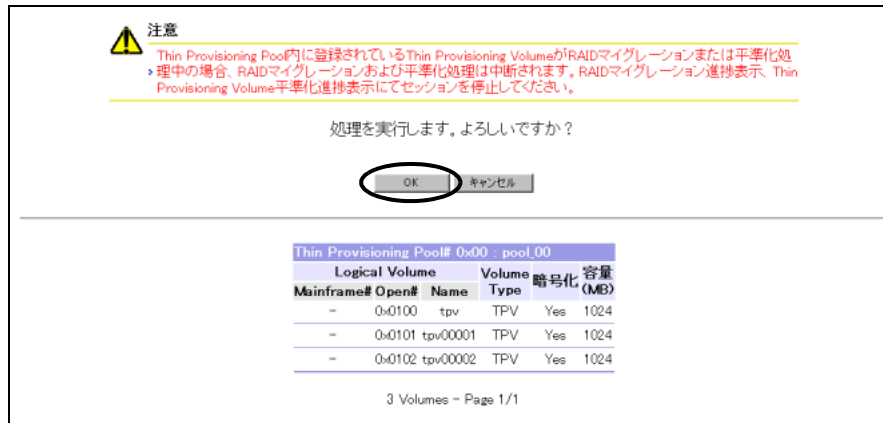 注意
Thin Provisioning Pool内に登録されているThin Provisioning VolumeがRAIDマイグレーションまたは平準化処
理中の場合、RAIDマイグレーションおよび平準化処理は中断されます。RAIDマイグレーション進捗表示、Thin
Provisioning Volume平準化進捗表示にてセッションを停止してください。
処理を実行します。よろしいですか？
OK キャンセル
Thin Provisioning Pool# 0x00 : pool_00
Logical Volume Volume Type 暗号化 容量 (MB)
Mainframe# Open# Name
- 0x0100 tpv TPV Yes 1024
- 0x0101 tpv00001 TPV Yes 1024
- 0x0102 tpv00002 TPV Yes 1024
3 Volumes - Page 1/1